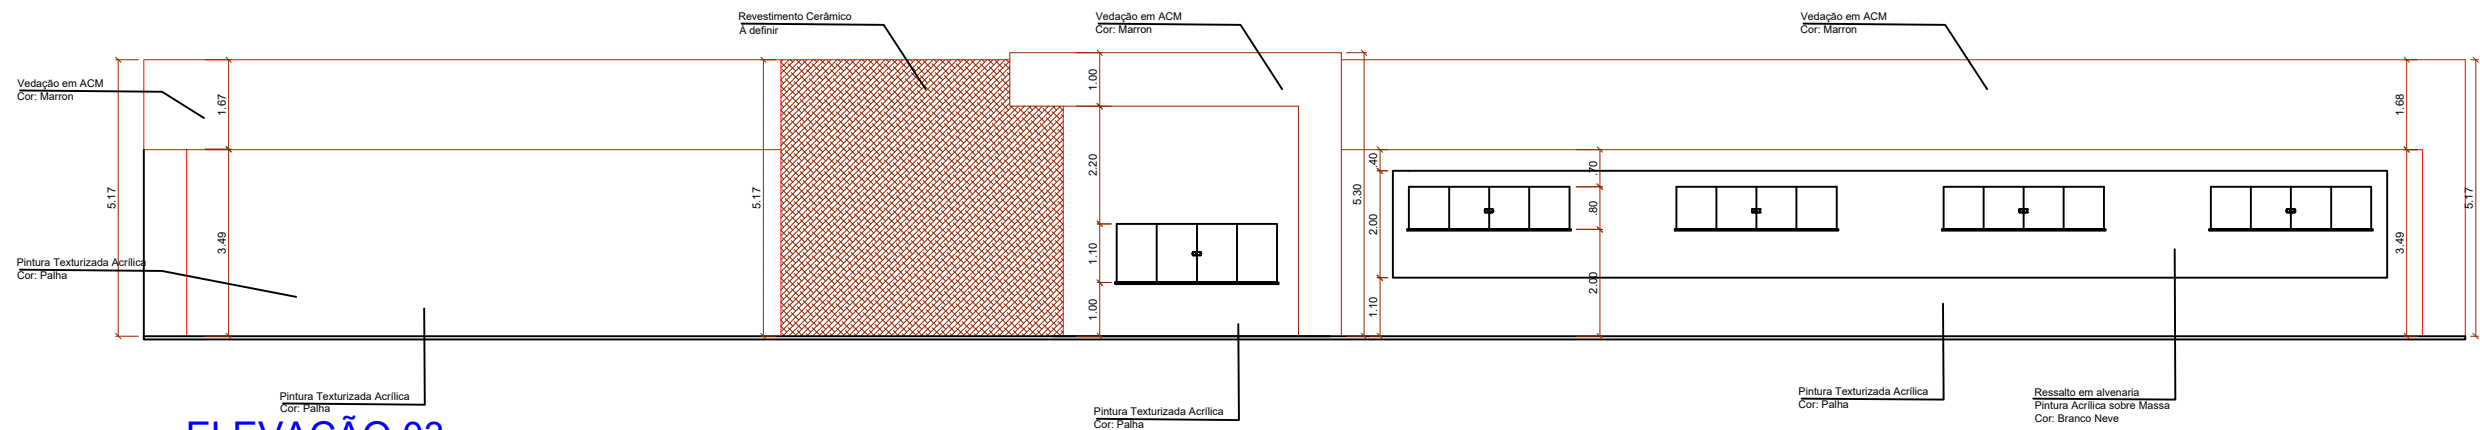 Revestimento Cerâmico
A definir
Vedação em ACM
Cor: Marron
Vedação em ACM
Cor: Marron
Vedação em ACM
Cor: Marron
5.17
1.67
3.49
5.17
1.00
2.20
1.10
1.00
5.30
.40
2.00
1.10
.70
.80
2.00
1.68
3.49
5.17
Pintura Texturizada Acrílica
Cor: Palha
Pintura Texturizada Acrílica
Cor: Palha
Pintura Texturizada Acrílica
Cor: Palha
Pintura Texturizada Acrílica
Cor: Palha
Ressalto em alvenaria
Pintura Acrílica sobre Massa
Cor: Branco Neve
ELEVAÇÃO